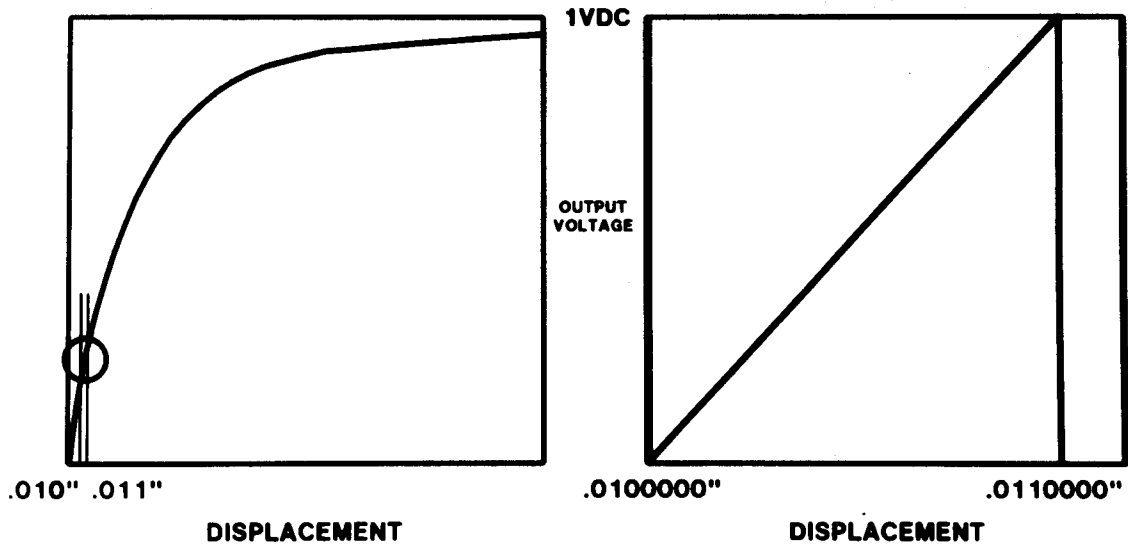 1VDC
OUTPUT
VOLTAGE
.010" .011"
DISPLACEMENT
.0100000"
.0110000"
DISPLACEMENT